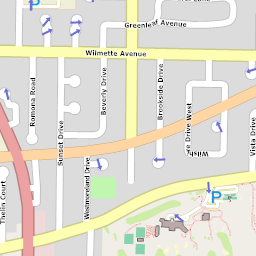 P
Greenleaf Avenue
Wilmette Avenue
Romona Road
Beverly Drive
Brookside Drive
Sunset Drive
Drive West
Vista Drive
Westmoreland Drive
Thelin Court
P